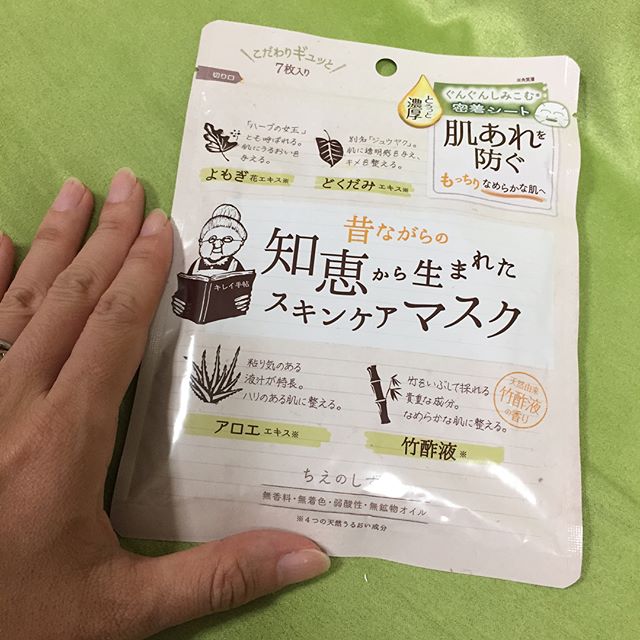 こだわりギュッと
7枚入り
切り口
※角質層
とろっと
濃厚
ぐんぐんしみこむ※
密着シート
肌あれを
防ぐ
もっちりなめらかな肌へ
「ハーブの女王」
とも呼ばれる。
肌にうるおい目
与える。
よもぎ花エキス※
別名「ジュウヤク」。
肌に透明感目与え、
キメ目整える。
どくだみエキス※
昔ながらの
知恵から生まれた
スキンケアマスク
キレイ手帖
粘り気のある
液汁が特長。
ハリのある肌に整える。
アロエエキス※
竹をいぶして採れる
貴重な成分。
なめらかな肌に整える。
竹酢液※
天然由来
竹酢液
の香り
ちえのし
無香料・無着色・弱酸性・無鉱物オイル
※4つの天然うるおい成分